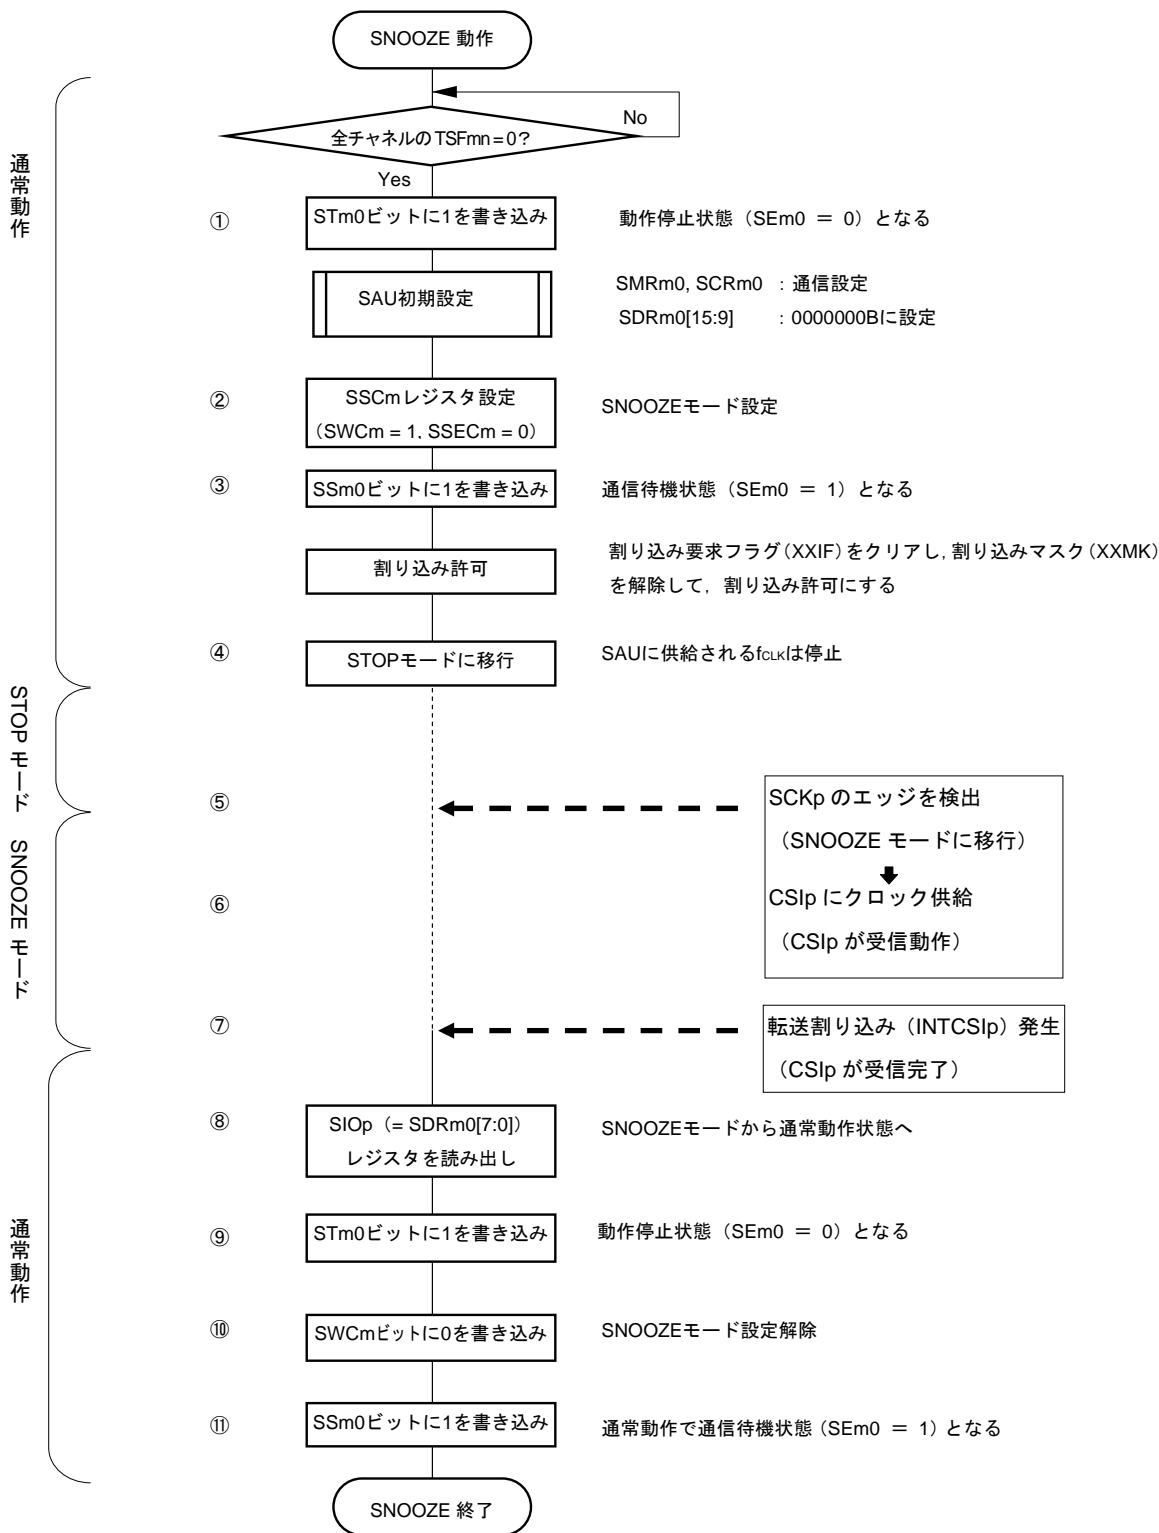 SNOOZE 動作
No
全チャネルのTSFmn=0?
Yes
通常動作
① STm0ビットに1を書き込み 動作停止状態（SEm0 ＝ 0）となる
SAU初期設定
SMRm0, SCRm0 ：通信設定
SDRm0[15:9] ：0000000Bに設定
② SSCmレジスタ設定
（SWCm = 1, SSECm = 0）
SNOOZEモード設定
③ SSm0ビットに1を書き込み 通信待機状態（SEm0 ＝ 1）となる
割り込み許可
割り込み要求フラグ(XXIF)をクリアし,割り込みマスク(XXMK)
を解除して，割り込み許可にする
④ STOPモードに移行 SAUに供給されるfCLKは停止
STOP モード
⑤
SCKp のエッジを検出
（SNOOZE モードに移行）
SNOOZE モード
⑥
CSIp にクロック供給
（CSIp が受信動作）
⑦
転送割り込み（INTCSIp）発生
（CSIp が受信完了）
⑧ SIOp（= SDRm0[7:0]）
レジスタを読み出し
SNOOZEモードから通常動作状態へ
通常動作
⑨ STm0ビットに1を書き込み 動作停止状態（SEm0 ＝ 0）となる
⑩ SWCmビットに0を書き込み SNOOZEモード設定解除
⑪ SSm0ビットに1を書き込み 通常動作で通信待機状態（SEm0 ＝ 1）となる
SNOOZE 終了